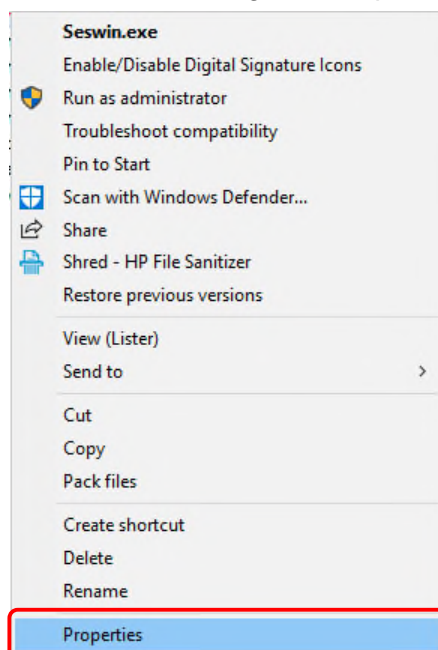 Seswin.exe
Enable/Disable Digital Signature Icons
Run as administrator
Troubleshoot compatibility
Pin to Start
Scan with Windows Defender...
Share
Shred - HP File Sanitizer
Restore previous versions
View (Lister)
Send to
Cut
Copy
Pack files
Create shortcut
Delete
Rename
Properties